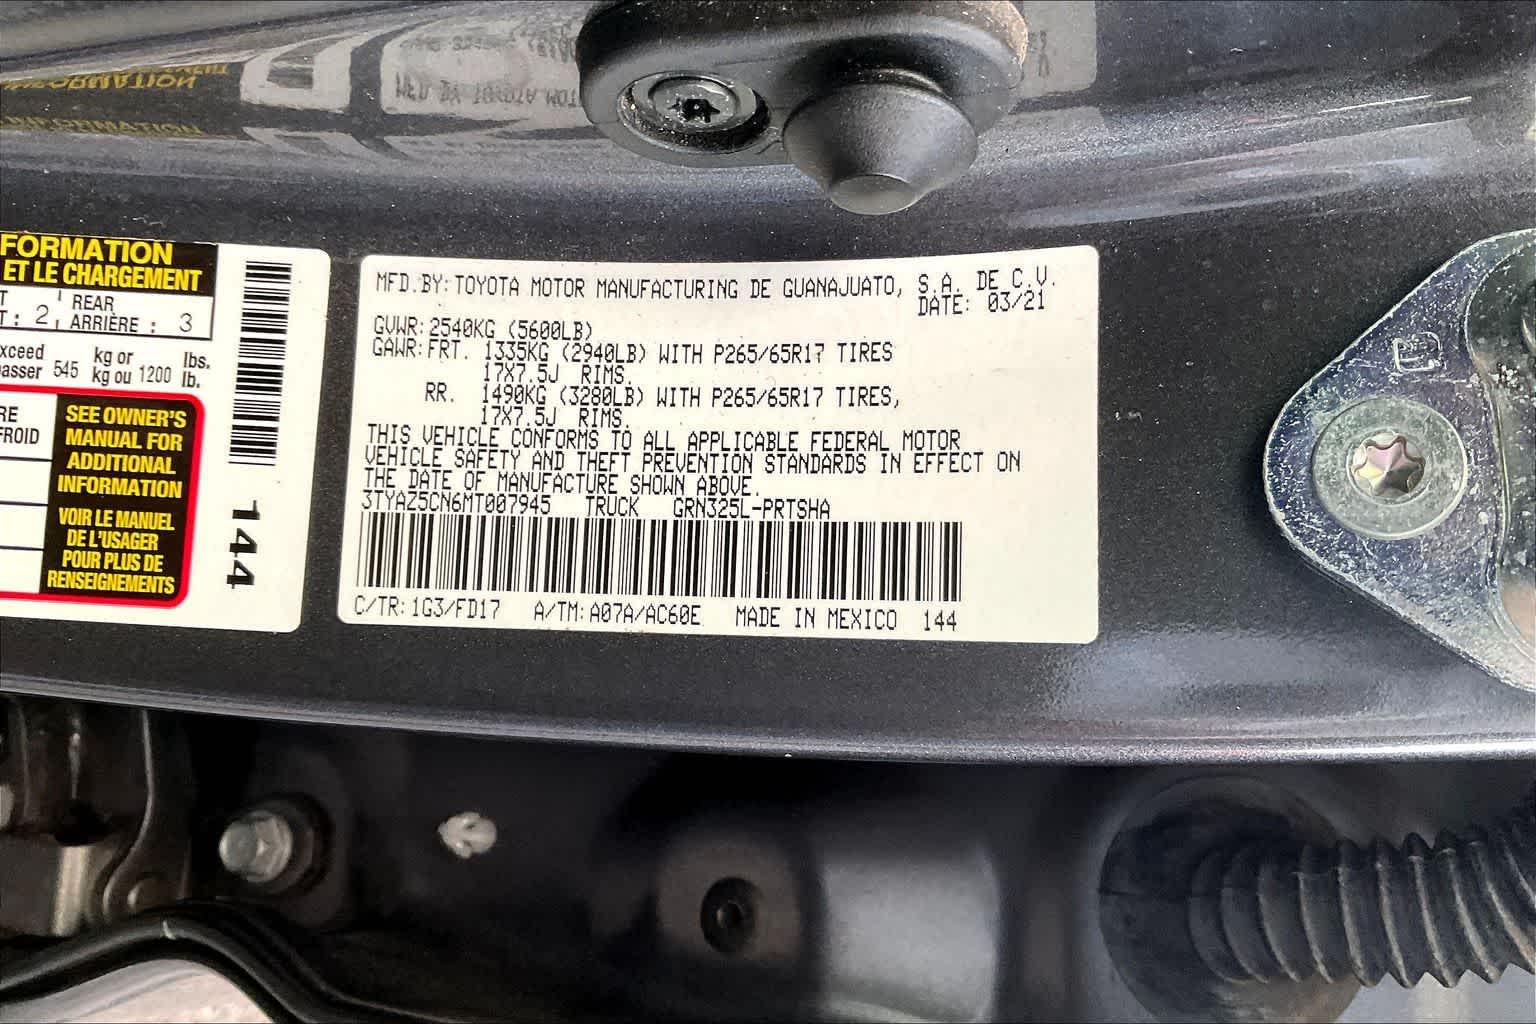 FORMATION
ET LE CHARGEMENT
REAR
: 2 ARRIÈRE : 3
xceed kg or lbs.
asser 545 kg ou 1200 lb.
RE
FROID
SEE OWNER'S
MANUAL FOR
ADDITIONAL
INFORMATION
VOIR LE MANUEL
DE L'USAGER
POUR PLUS DE
RENSEIGNEMENTS
144
MFD.BY: TOYOTA MOTOR MANUFACTURING DE GUANAJUATO, S.A. DE C.V.
DATE: 03/21
GVWR: 2540KG (5600LB)
GAWR: FRT. 1335KG (2940LB) WITH P265/65R17 TIRES
17X7.5J RIMS.
RR. 1490KG (3280LB) WITH P265/65R17 TIRES,
17X7.5J RIMS.
THIS VEHICLE CONFORMS TO ALL APPLICABLE FEDERAL MOTOR
VEHICLE SAFETY AND THEFT PREVENTION STANDARDS IN EFFECT ON
THE DATE OF MANUFACTURE SHOWN ABOVE.
3TYAZ5CN6MT007945 TRUCK GRN325L-PRTSHA
C/TR: 1G3/FD17 A/TM: A07A/AC60E MADE IN MEXICO 144